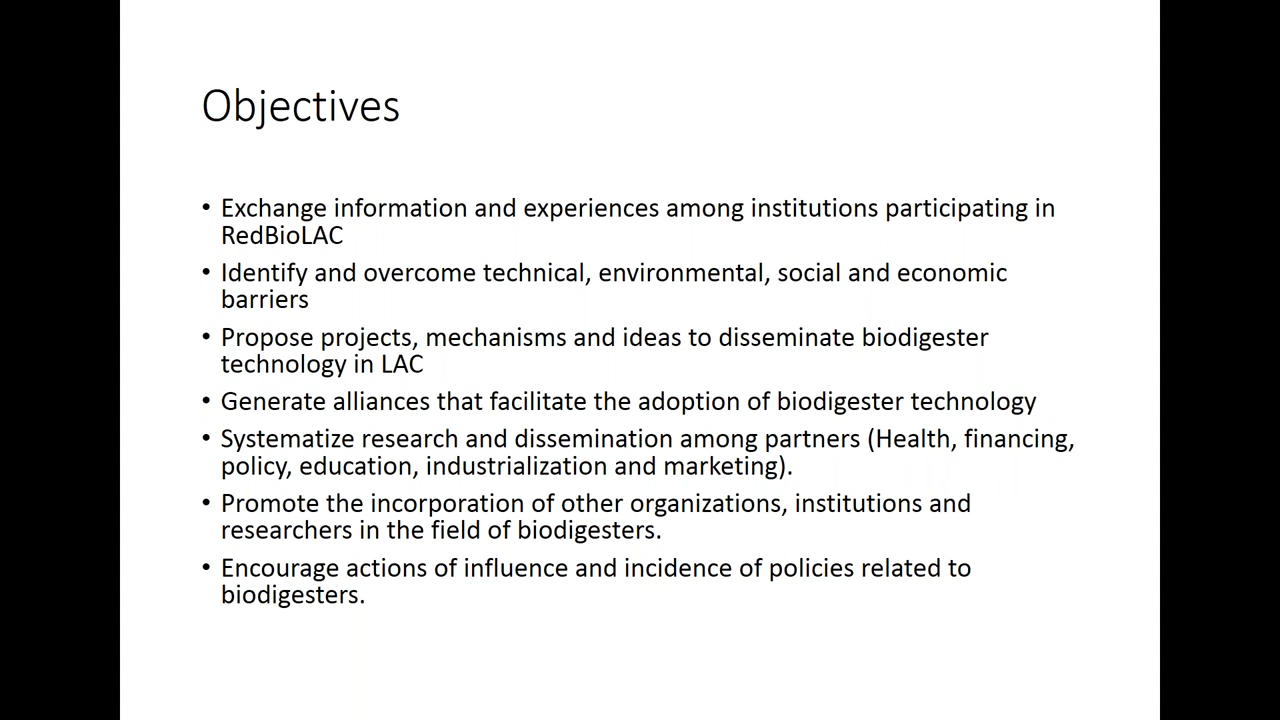 Objectives
• Exchange information and experiences among institutions participating in
RedBioLAC
• Identify and overcome technical, environmental, social and economic
barriers
• Propose projects, mechanisms and ideas to disseminate biodigester
technology in LAC
• Generate alliances that facilitate the adoption of biodigester technology
• Systematize research and dissemination among partners (Health, financing,
policy, education, industrialization and marketing).
• Promote the incorporation of other organizations, institutions and
researchers in the field of biodigesters.
• Encourage actions of influence and incidence of policies related to
biodigesters.